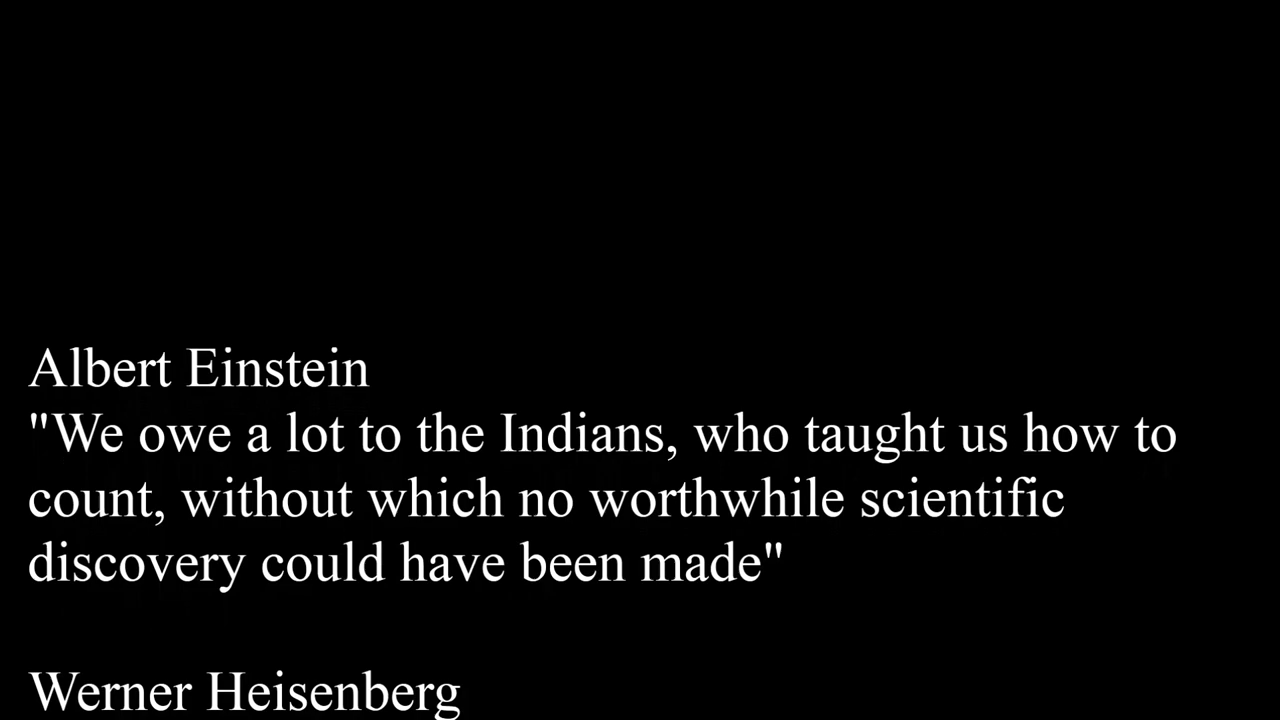 Albert Einstein
"We owe a lot to the Indians, who taught us how to
count, without which no worthwhile scientific
discovery could have been made"
Werner Heisenberg